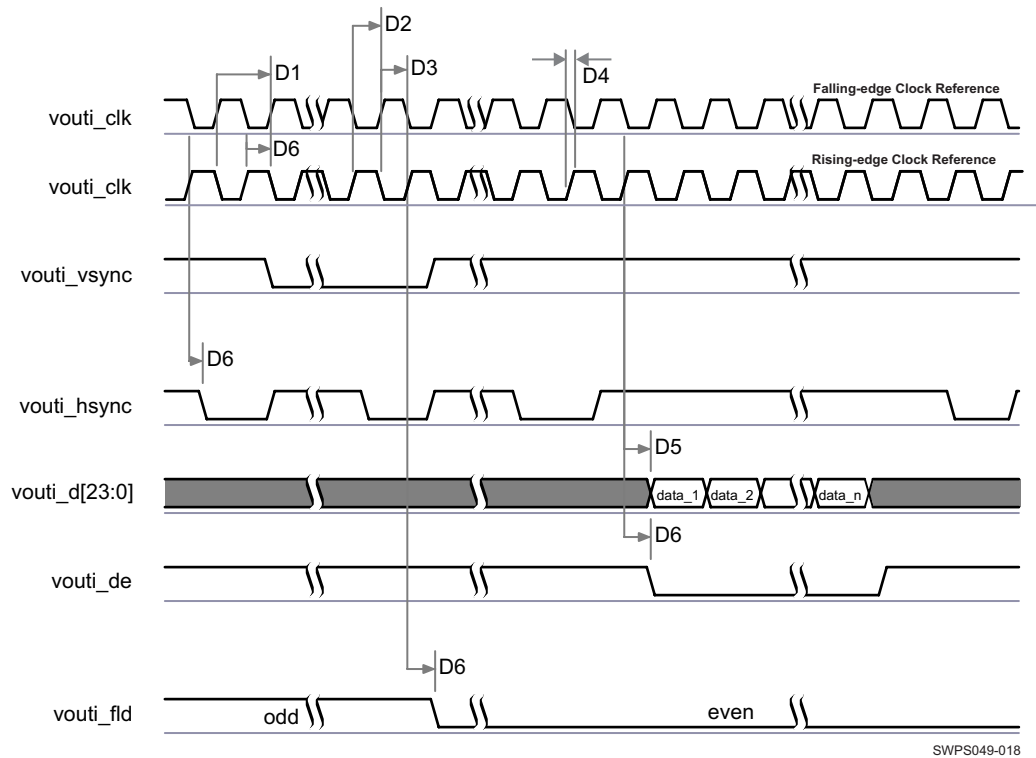 D2
D1
D3
D4
Falling-edge Clock Reference
vouti_clk
D6
Rising-edge Clock Reference
vouti_clk
vouti_vsync
D6
vouti_hsync
D5
vouti_d[23:0]
data_1 data_2 data_n
D6
vouti_de
D6
vouti_fld
odd
even
SWPS049-018